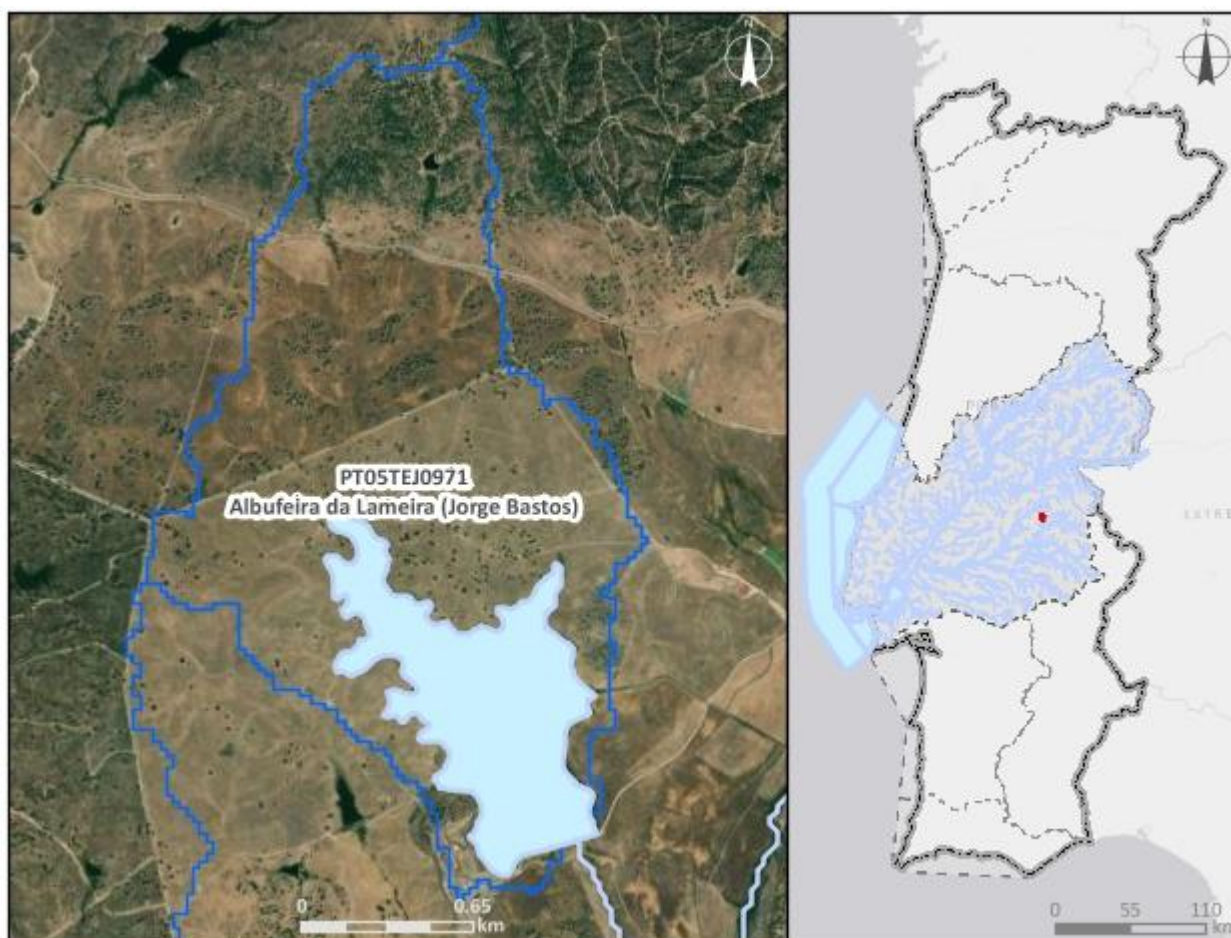 N
PT05TEJ0971
Albufeira da Lameira (Jorge Bastos)
0 0.65
km
N
0 55 110
km